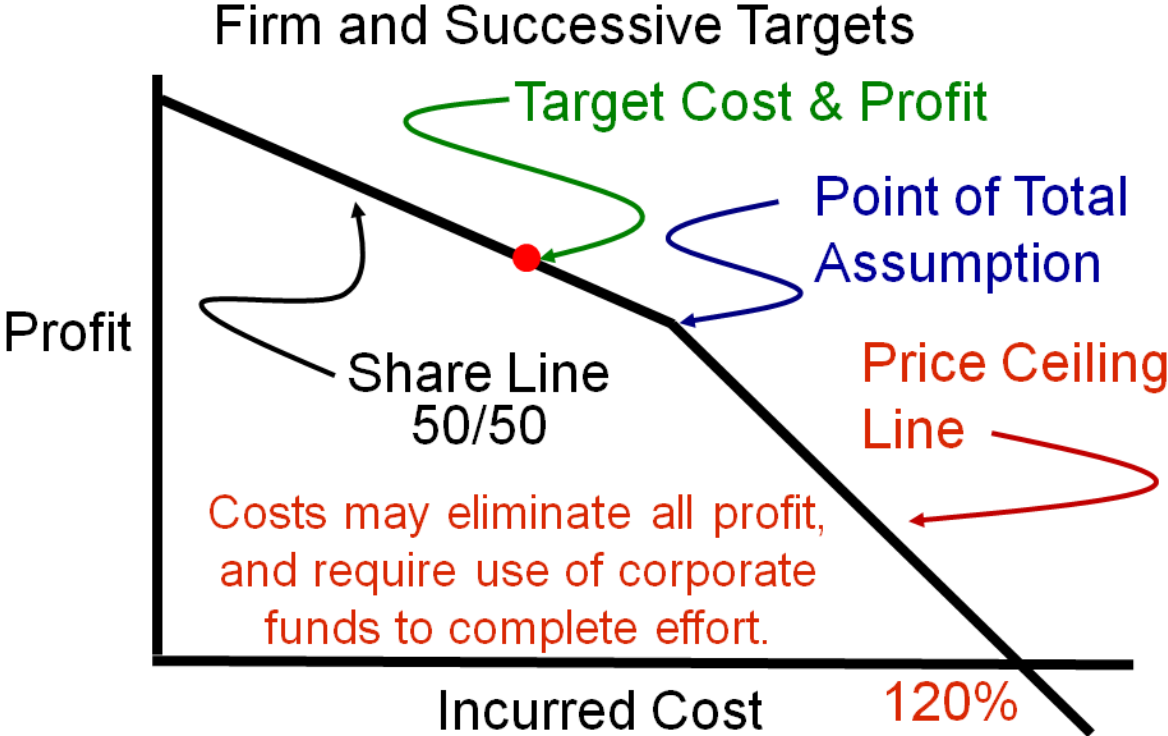 Firm and Successive Targets
Target Cost & Profit
Point of Total
Assumption
Profit
Price Ceiling
Line
Share Line
50/50
Costs may eliminate all profit,
and require use of corporate
funds to complete effort.
Incurred Cost
120%